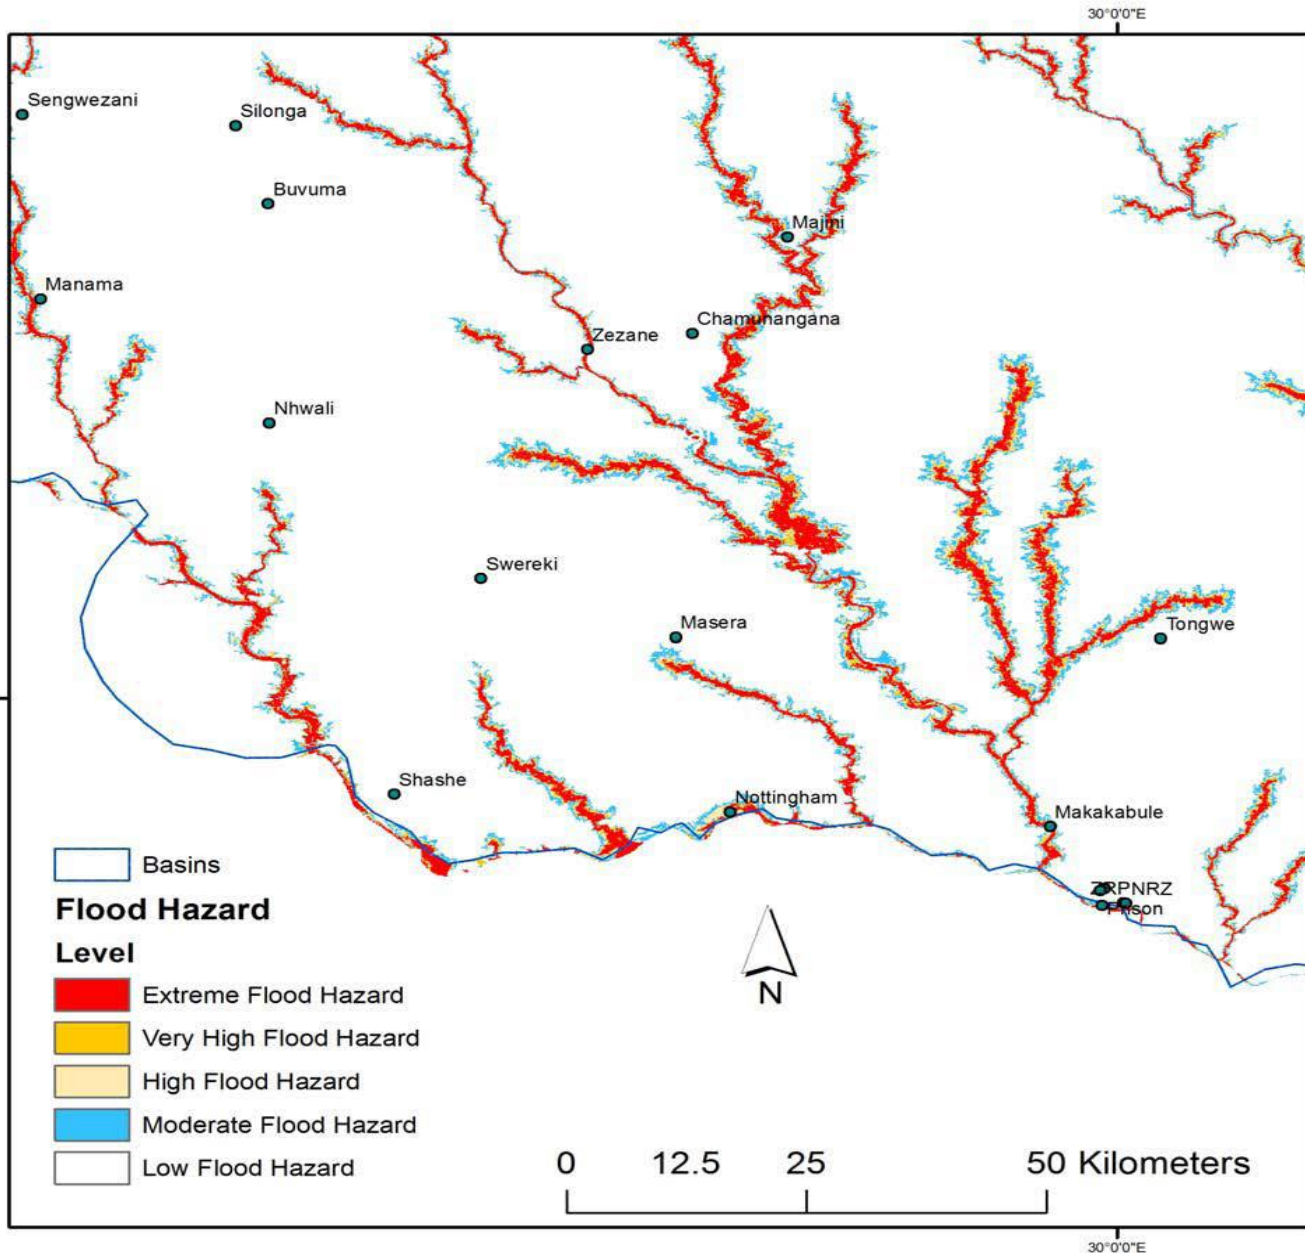 30°0'0"E
Sengwezani
Silonga
Buvuma
Majini
Manama
Chamunangana
Zezane
Nhwali
Swereki
Masera
Tongwe
Shashe
Nottingham
Makakabule
Basins
ZRPNRZ
Prison
Flood Hazard
Level
N
Extreme Flood Hazard
Very High Flood Hazard
High Flood Hazard
Moderate Flood Hazard
Low Flood Hazard
0 12.5 25 50 Kilometers
30°0'0"E